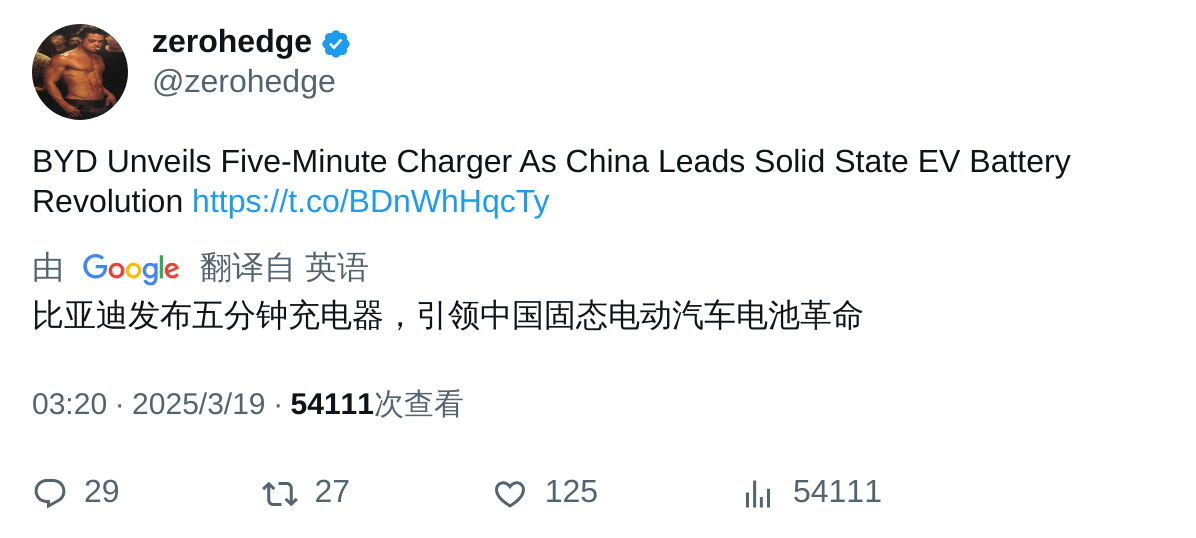 zerohedge
@zerohedge
BYD Unveils Five-Minute Charger As China Leads Solid State EV Battery
Revolution https://t.co/BDnWhHqcTy
由 Google 翻译自 英语
比亚迪发布五分钟充电器，引领中国固态电动汽车电池革命
03:20 · 2025/3/19 · 54111次查看
29 27 125 54111